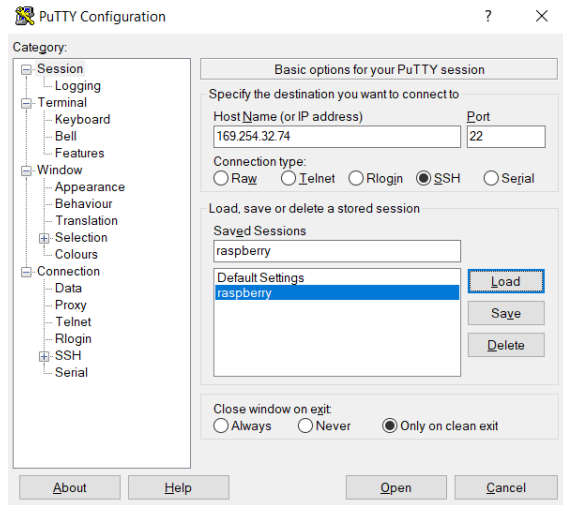 PuTTY Configuration
?
Category:
Session
Logging
Terminal
Keyboard
Bell
Features
Window
Appearance
Behaviour
Translation
Selection
Colours
Connection
Data
Proxy
Telnet
Rlogin
SSH
Serial
Basic options for your PuTTY session
Specify the destination you want to connect to
Host Name (or IP address) Port
169.254.32.74 22
Connection type:
Raw Telnet Rlogin SSH Serial
Load, save or delete a stored session
Saved Sessions
raspberry
Default Settings
raspberry
Load
Save
Delete
Close window on exit:
Always Never Only on clean exit
About Help Open Cancel